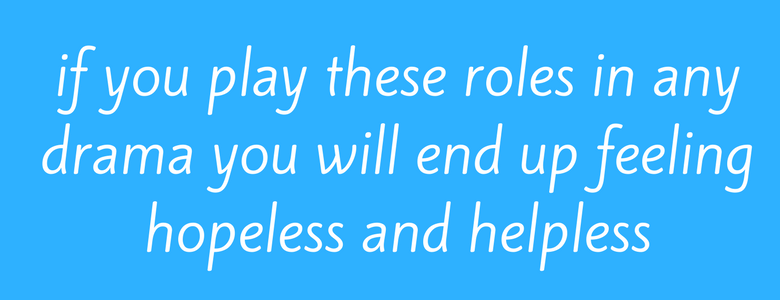 if you play these roles in any
drama you will end up feeling
hopeless and helpless